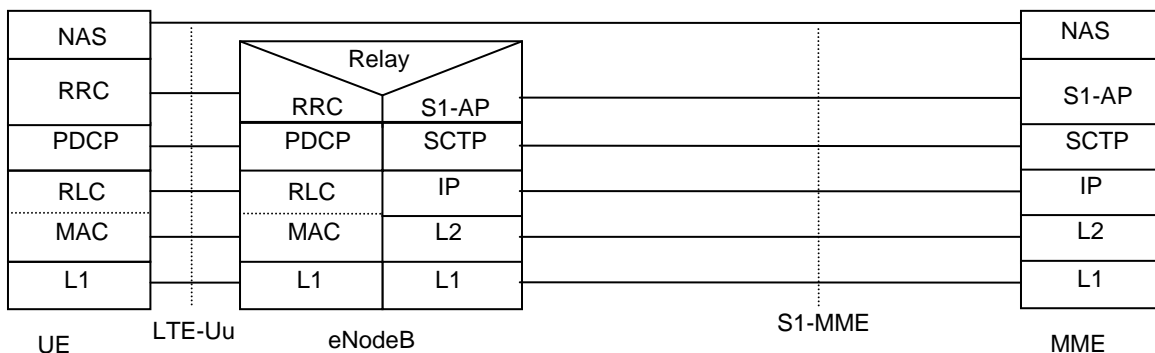 NAS NAS
Relay
RRC RRC S1-AP S1-AP
PDCP PDCP SCTP SCTP
RLC RLC IP IP
MAC MAC L2 L2
L1 L1 L1 L1
UE LTE-Uu eNodeB S1-MME MME